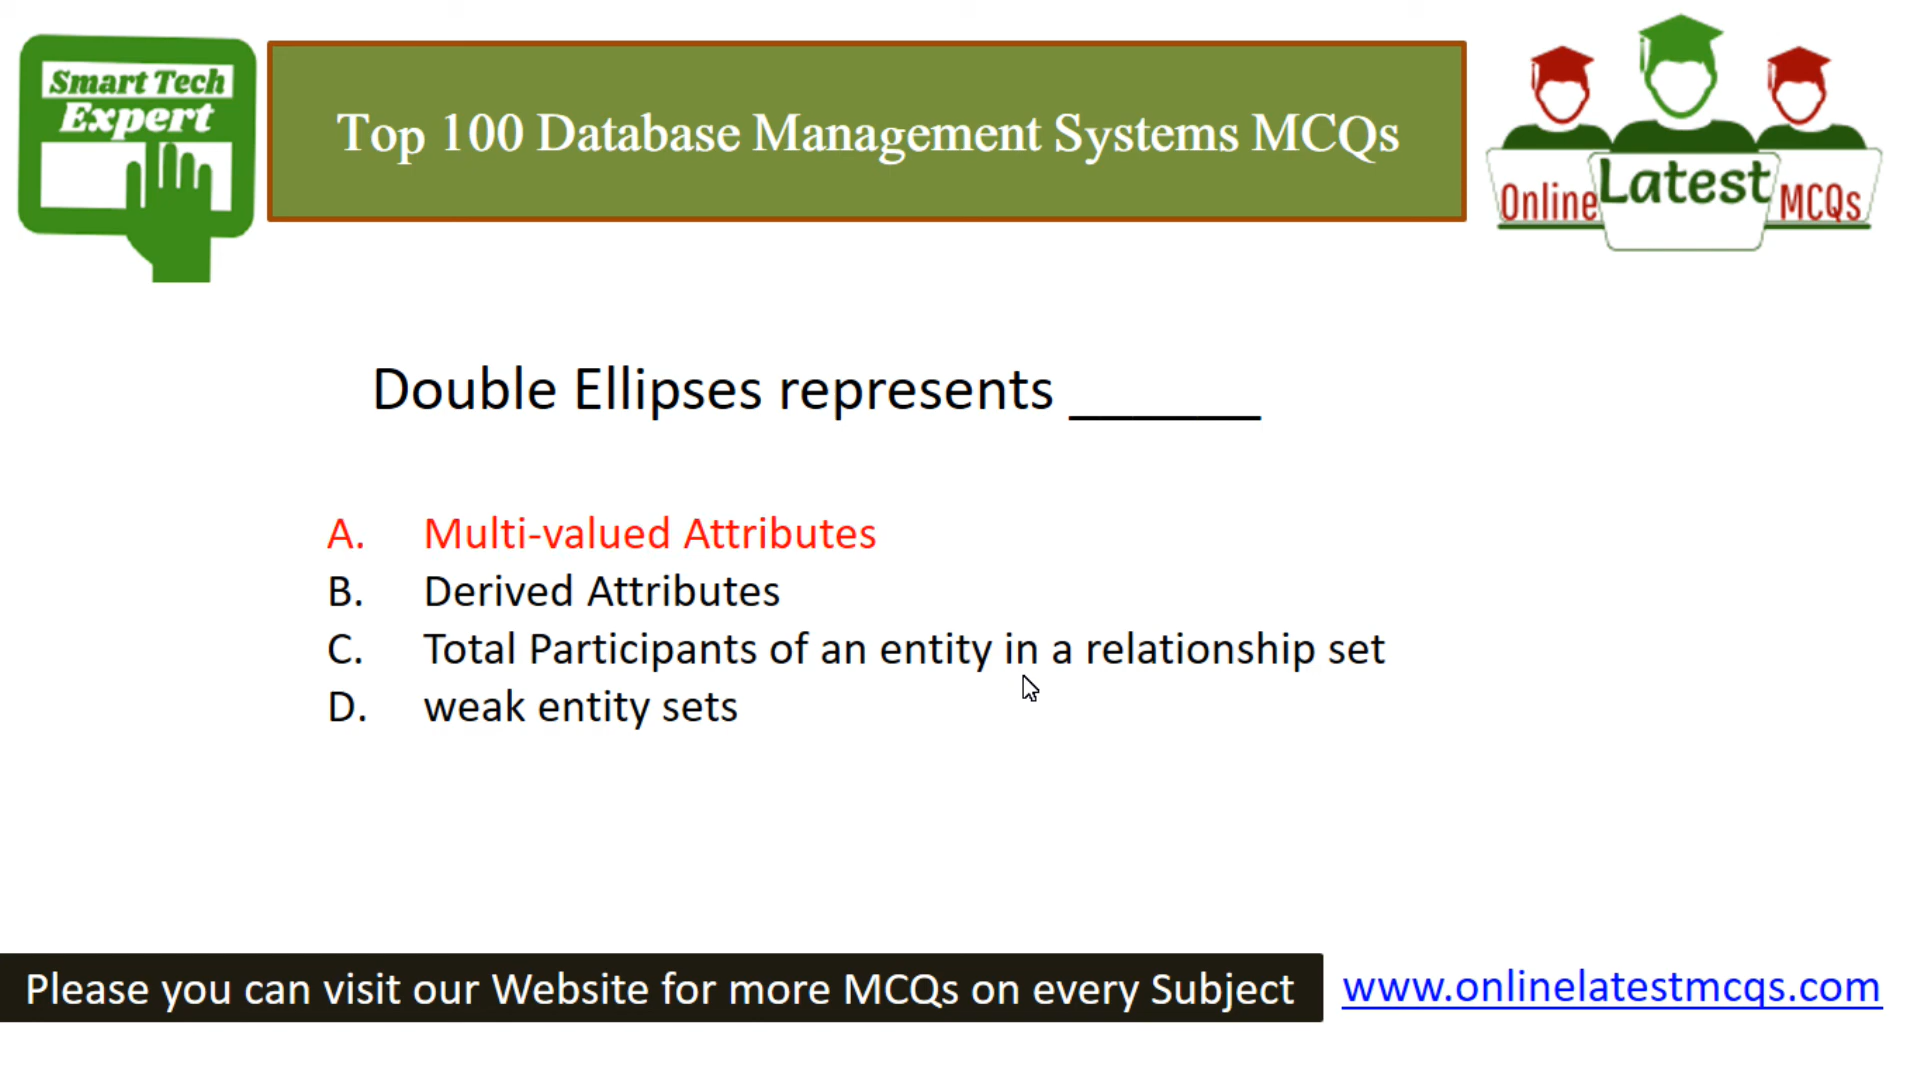 Smart Tech
Expert
Top 100 Database Management Systems MCQs
Online Latest MCQs
Double Ellipses represents ______
A. Multi-valued Attributes
B. Derived Attributes
C. Total Participants of an entity in a relationship set
D. weak entity sets
Please you can visit our Website for more MCQs on every Subject
www.onlinelatestmcqs.com